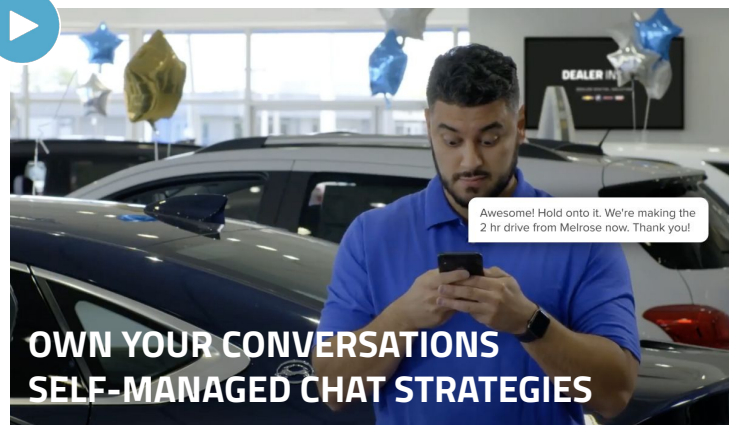 DEALER IN
Awesome! Hold onto it. We're making the
2 hr drive from Melrose now. Thank you!
OWN YOUR CONVERSATIONS
SELF-MANAGED CHAT STRATEGIES